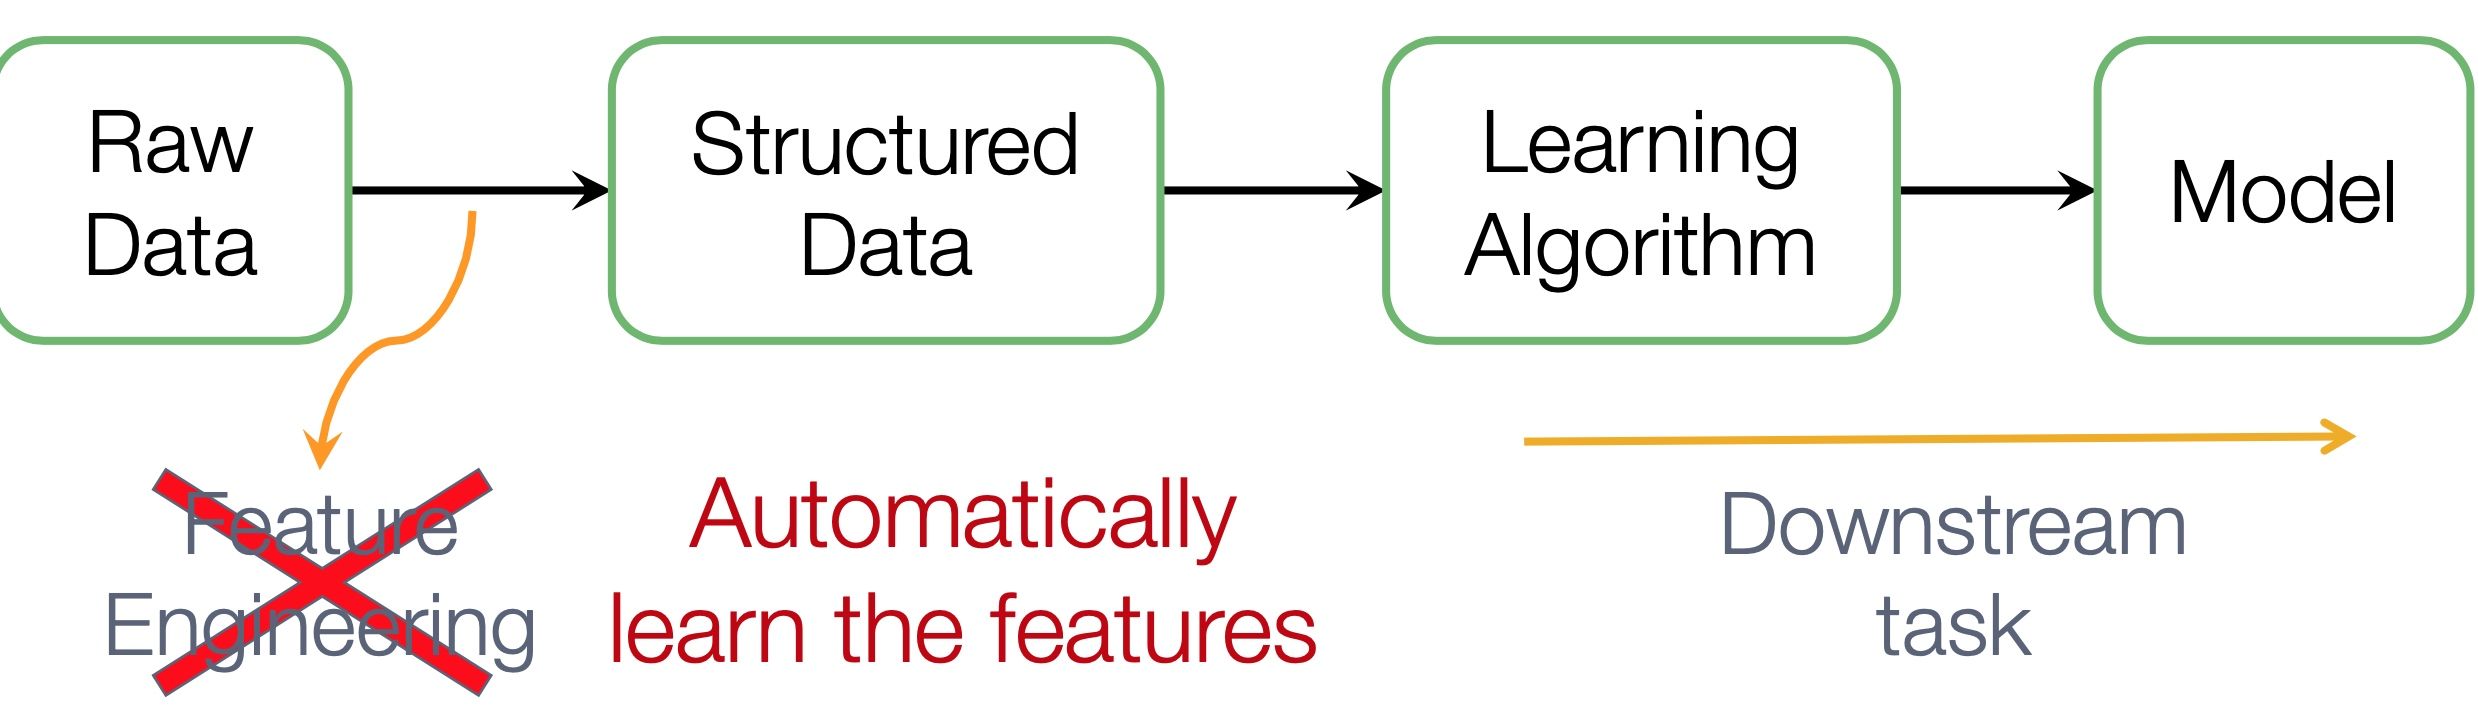 Raw
Data
Structured
Data
Learning
Algorithm
Model
Feature
Engineering
Automatically
learn the features
Downstream
task